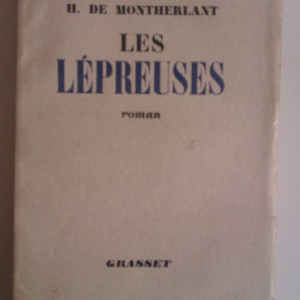 H. DE MONTHERLANT
LES
LÉPREUSES
roman
GRASSET